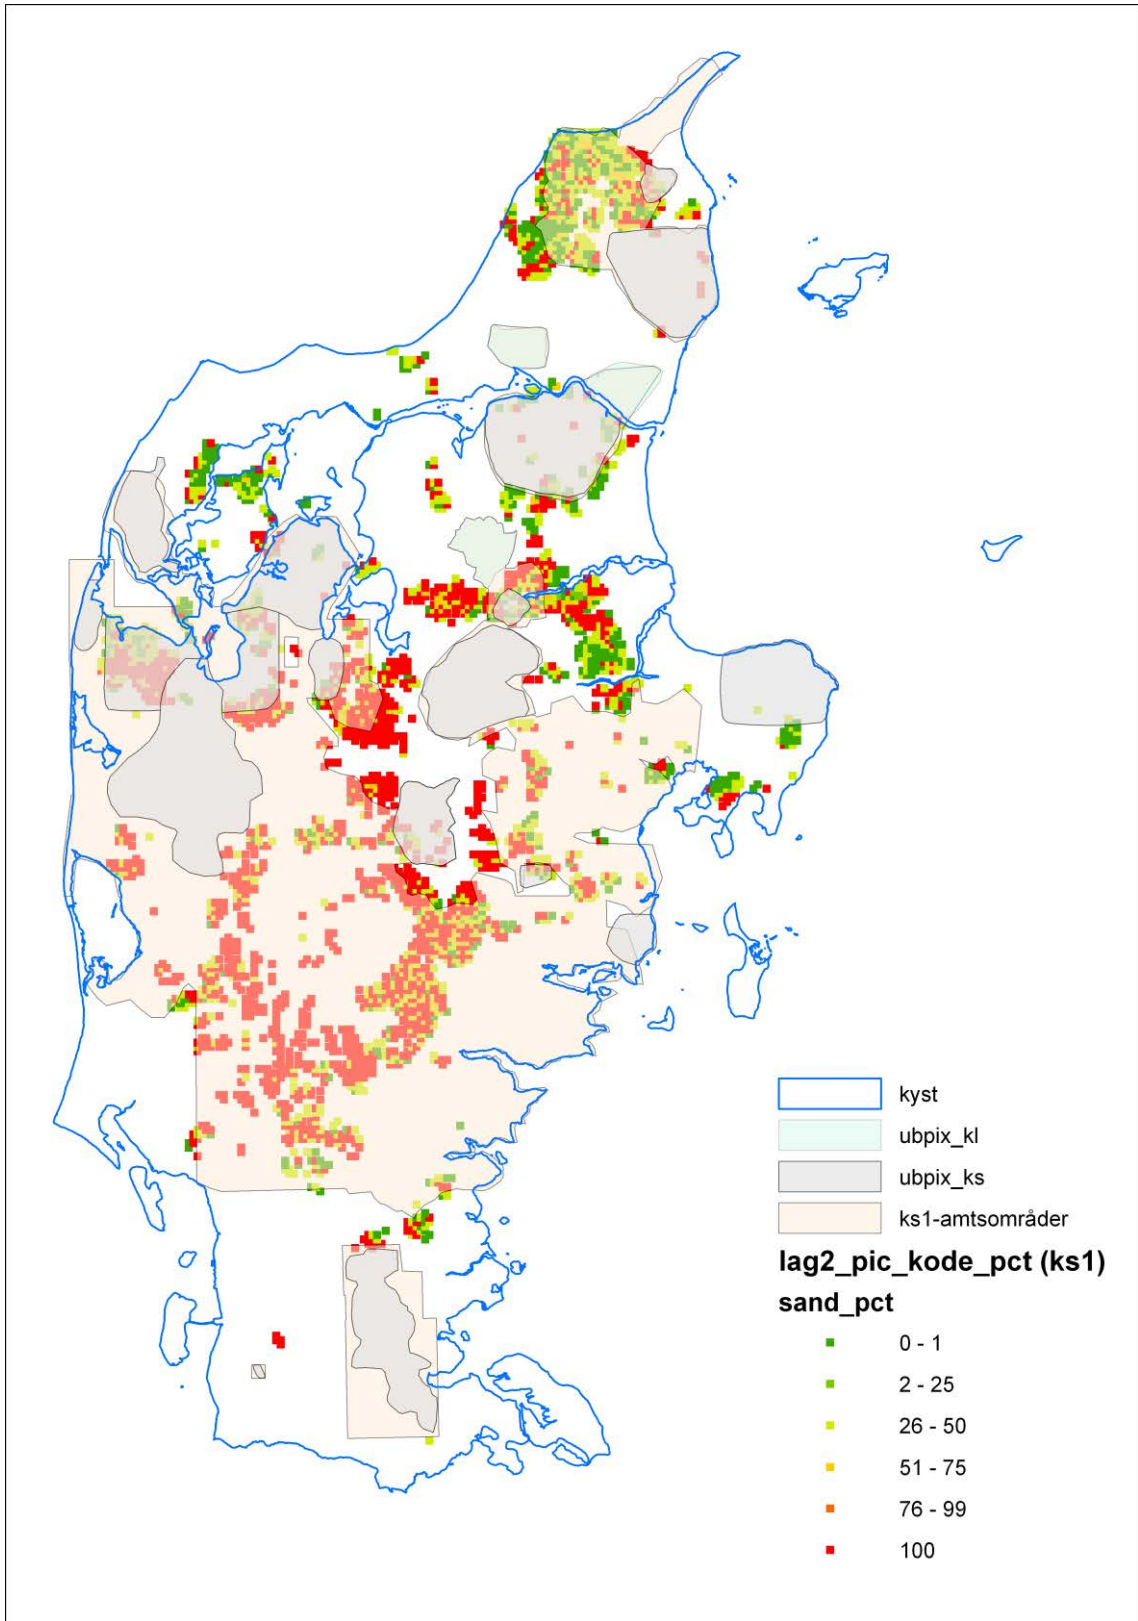 kyst
ubpix_kl
ubpix_ks
ks1-amtsområder
lag2_pic_kode_pct (ks1)
sand_pct
0 - 1
2 - 25
26 - 50
51 - 75
76 - 99
100